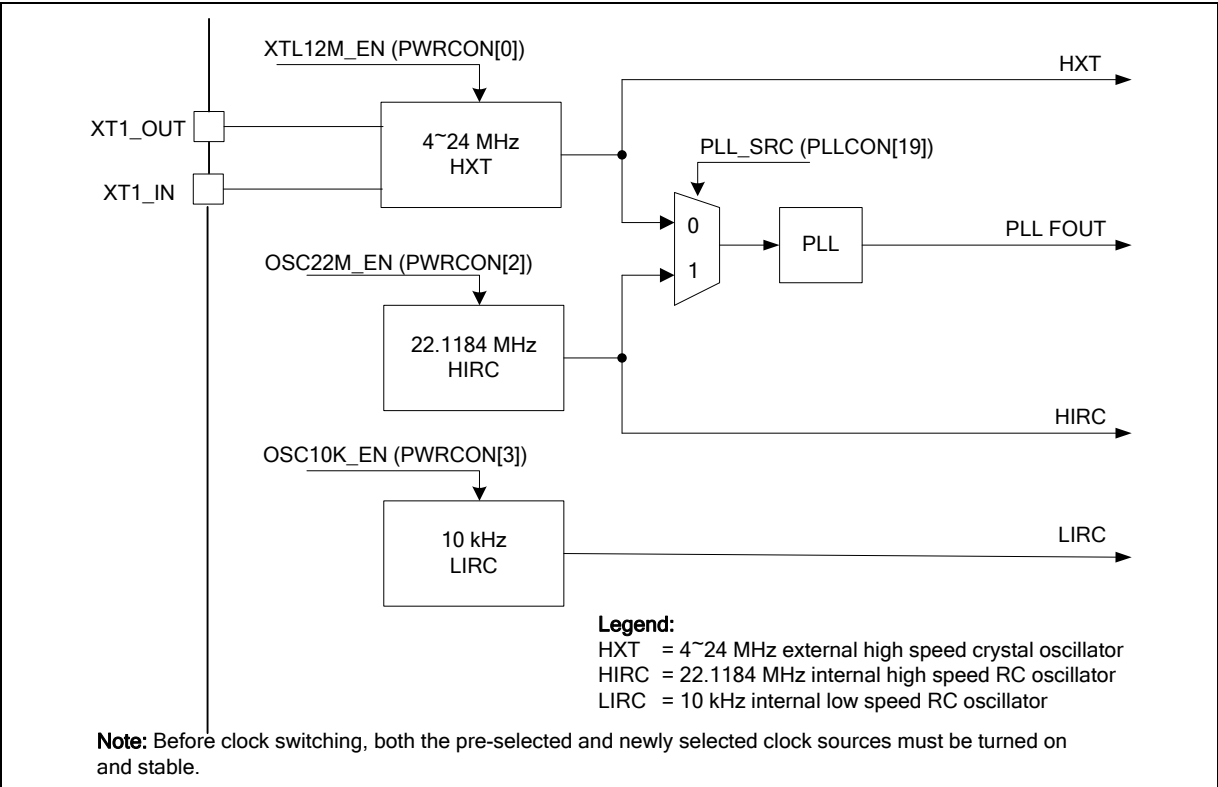 XTL12M_EN (PWRCON[0])
HXT
XT1_OUT
4~24 MHz
HXT
PLL_SRC (PLLCON[19])
XT1_IN
0
PLL
PLL FOUT
1
OSC22M_EN (PWRCON[2])
22.1184 MHz
HIRC
HIRC
OSC10K_EN (PWRCON[3])
10 kHz
LIRC
LIRC
Legend:
HXT = 4~24 MHz external high speed crystal oscillator
HIRC = 22.1184 MHz internal high speed RC oscillator
LIRC = 10 kHz internal low speed RC oscillator
Note: Before clock switching, both the pre-selected and newly selected clock sources must be turned on
and stable.